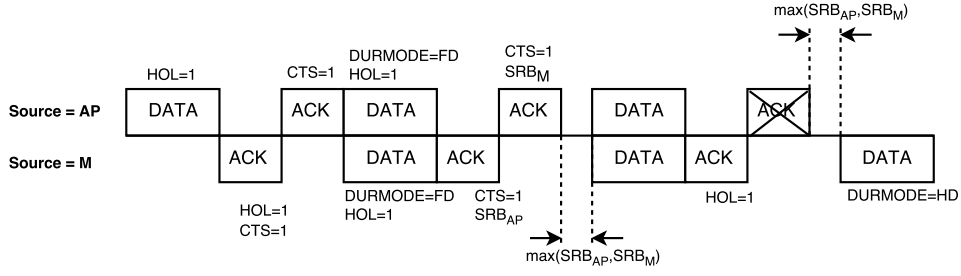 max(SRB_AP,SRB_M)
DURMODE=FD
CTS=1
HOL=1
CTS=1
HOL=1
SRB_M
Source = AP
DATA
ACK
DATA
ACK
DATA
ACK
Source = M
ACK
DATA
ACK
DATA
ACK
DATA
DURMODE=FD
HOL=1
CTS=1
SRB_AP
HOL=1
DURMODE=HD
HOL=1
CTS=1
max(SRB_AP,SRB_M)